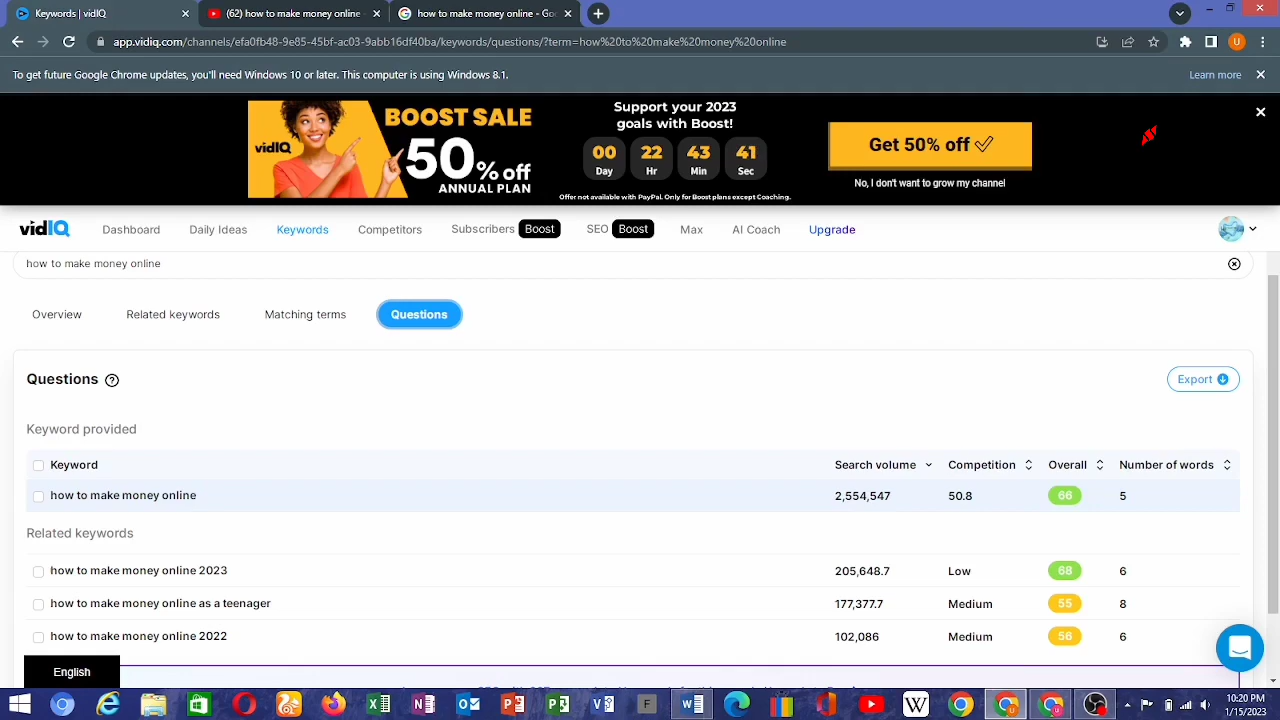 Keywords | vidIQ
(62) how to make money online -
how to make money online - Goo
app.vidiq.com/channels/efa0fb48-9e85-45bf-ac03-9abb16df40ba/keywords/questions/?term=how%20to%20make%20money%20online
U
To get future Google Chrome updates, you'll need Windows 10 or later. This computer is using Windows 8.1.
Learn more
vidIQ
BOOST SALE
50% off
ANNUAL PLAN
Support your 2023
goals with Boost!
00 22 43 41
Day Hr Min Sec
Offer not available with PayPal. Only for Boost plans except Coaching.
Get 50% off
No, I don't want to grow my channel
vidIQ Dashboard Daily Ideas Keywords Competitors Subscribers Boost SEO Boost Max AI Coach Upgrade
how to make money online
Overview Related keywords Matching terms Questions
Questions ?
Export
Keyword provided
Keyword Search volume Competition Overall Number of words
how to make money online 2,554,547 50.8 66 5
Related keywords
how to make money online 2023 205,648.7 Low 68 6
how to make money online as a teenager 177,377.7 Medium 55 8
how to make money online 2022 102,086 Medium 56 6
English
10:20 PM
1/15/2023